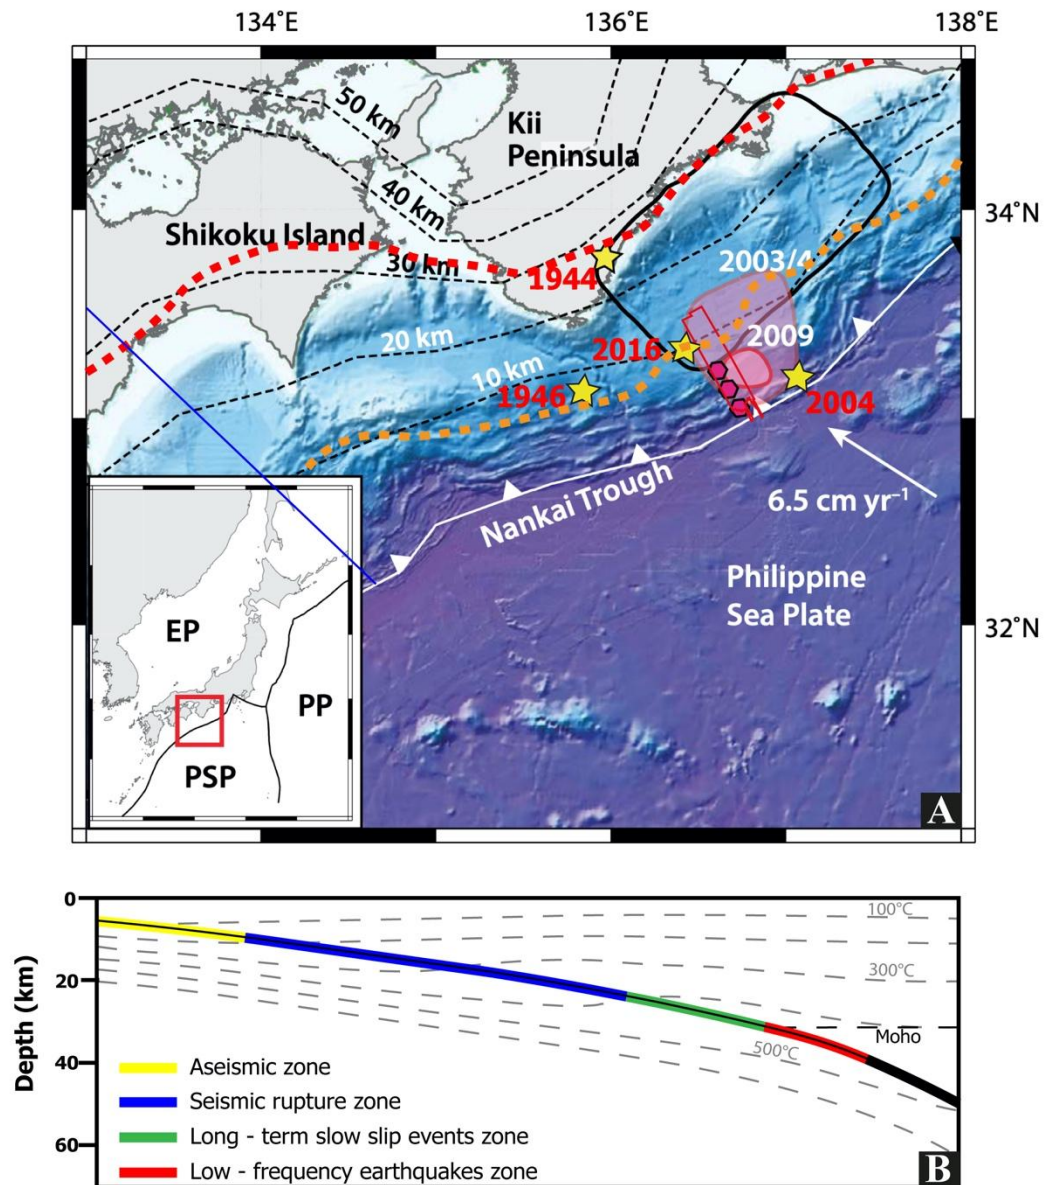 134°E
136°E
138°E
50 km
Kii
Peninsula
40 km
34°N
Shikoku Island
30 km
1944
2003/4
20 km
2016
2009
10 km
1946
2004
Nankai Trough
6.5 cm yr⁻¹
Philippine
Sea Plate
32°N
EP
PP
PSP
A
0
100°C
20
300°C
Depth (km)
Moho
500°C
40
Aseismic zone
Seismic rupture zone
Long - term slow slip events zone
60
Low - frequency earthquakes zone
B